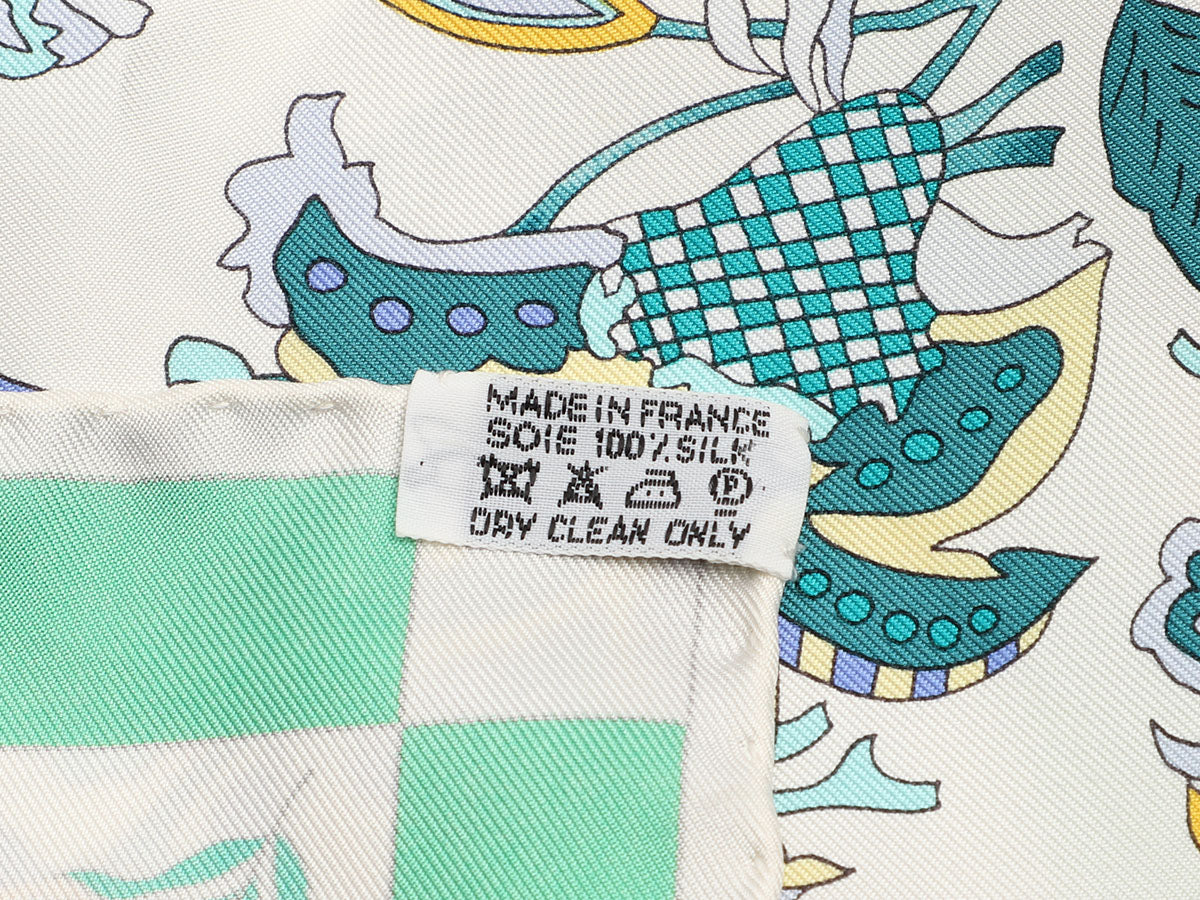 MADE IN FRANCE
SOIE 100% SILK
P
DRY CLEAN ONLY